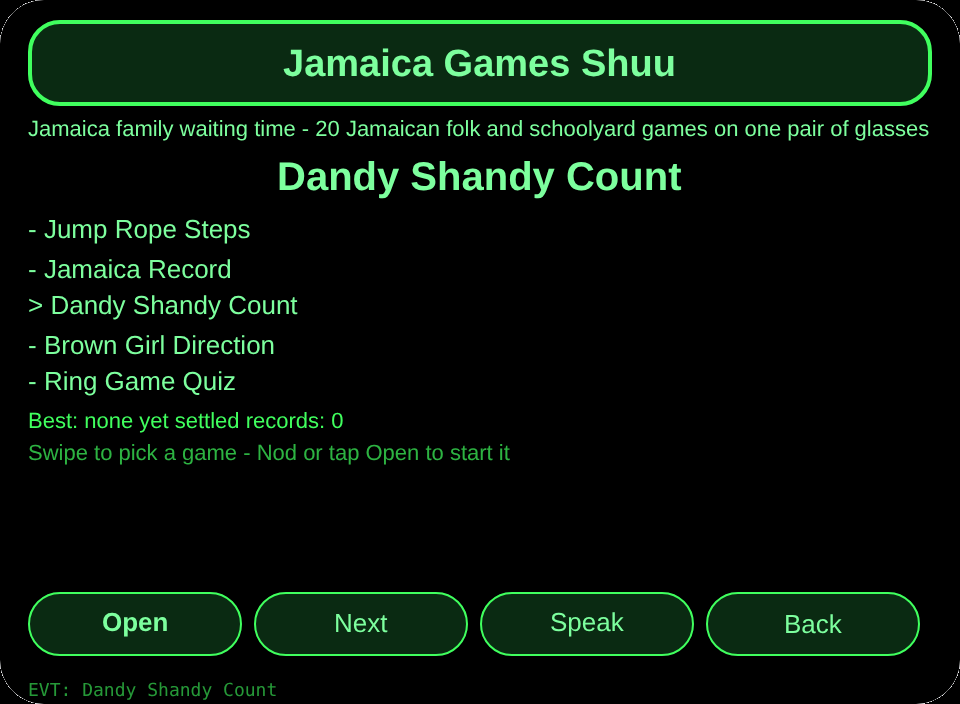 Jamaica Games Shuu
Jamaica family waiting time - 20 Jamaican folk and schoolyard games on one pair of glasses
Dandy Shandy Count
- Jump Rope Steps
- Jamaica Record
> Dandy Shandy Count
- Brown Girl Direction
- Ring Game Quiz
Best: none yet settled records: 0
Swipe to pick a game - Nod or tap Open to start it
Open Next Speak Back
EVT: Dandy Shandy Count